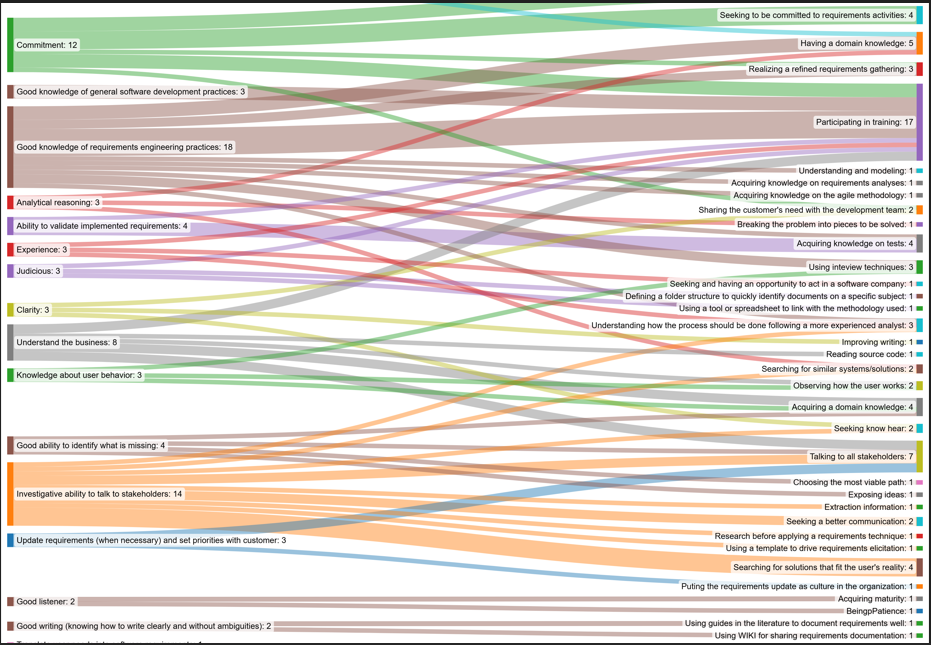 Commitment: 12
Good knowledge of general software development practices: 3
Good knowledge of requirements engineering practices: 18
Analytical reasoning: 3
Ability to validate implemented requirements: 4
Experience: 3
Judicious: 3
Clarity: 3
Understand the business: 8
Knowledge about user behavior: 3
Good ability to identify what is missing: 4
Investigative ability to talk to stakeholders: 14
Update requirements (when necessary) and set priorities with customer: 3
Good listener: 2
Good writing (knowing how to write clearly and without ambiguities): 2
Seeking to be committed to requirements activities: 4
Having a domain knowledge: 5
Realizing a refined requirements gathering: 3
Participating in training: 17
Understanding and modeling: 1
Acquiring knowledge on requirements analyses: 1
Acquiring knowledge on the agile methodology: 1
Sharing the customer's need with the development team: 2
Breaking the problem into pieces to be solved: 1
Acquiring knowledge on tests: 4
Using inteview techniques: 3
Seeking and having an opportunity to act in a software company: 1
Defining a folder structure to quickly identify documents on a specific subject: 1
Using a tool or spreadsheet to link with the methodology used: 1
Understanding how the process should be done following a more experienced analyst: 3
Improving writing: 1
Reading source code: 1
Searching for similar systems/solutions: 2
Observing how the user works: 2
Acquiring a domain knowledge: 4
Seeking know hear: 2
Talking to all stakeholders: 7
Choosing the most viable path: 1
Exposing ideas: 1
Extraction information: 1
Seeking a better communication: 2
Research before applying a requirements technique: 1
Using a template to drive requirements elicitation: 1
Searching for solutions that fit the user's reality: 4
Puting the requirements update as culture in the organization: 1
Acquiring maturity: 1
BeingpPatience: 1
Using guides in the literature to document requirements well: 1
Using WIKI for sharing requirements documentation: 1